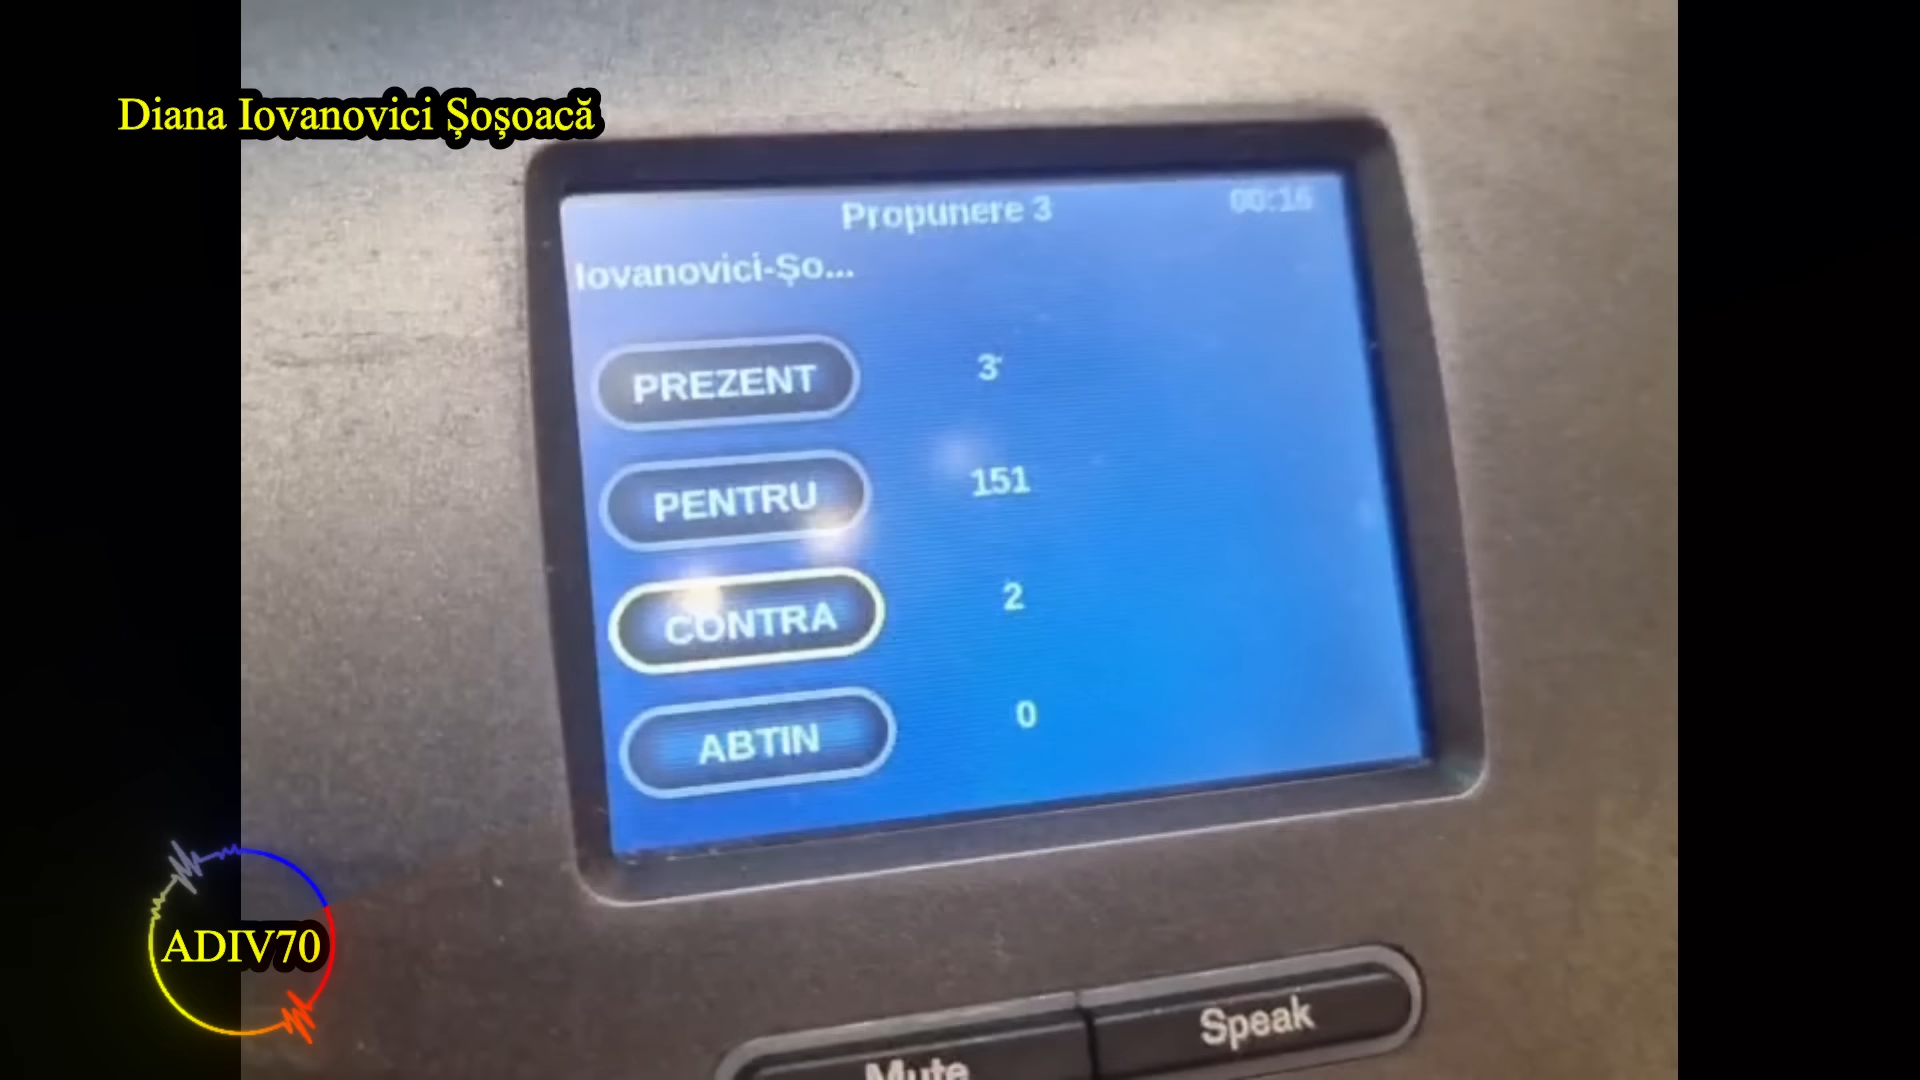 Diana Iovanovici Șoșoacă
Propunere 3
00:16
Iovanovici-Șo...
PREZENT 3
PENTRU 151
CONTRA 2
ABTIN 0
ADIV70
Speak
Mute